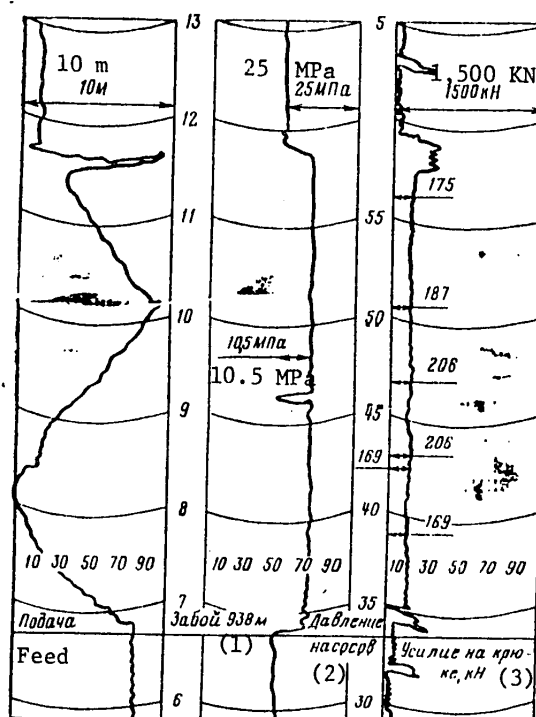 13 5
10 m 25 MPa 1,500 KN
10м 25МПа 1500кН
12
175
11 55
187
10 50
10,5МПа
10.5 MPa
206
9 45
206
169
8 40
169
10 30 50 70 90 10 30 50 70 90 10 30 50 70 90
7 35
Подача Забой 938м Давление
насосов Усилие на крю-
ке, кН
Feed (1) (2) (3)
6 30